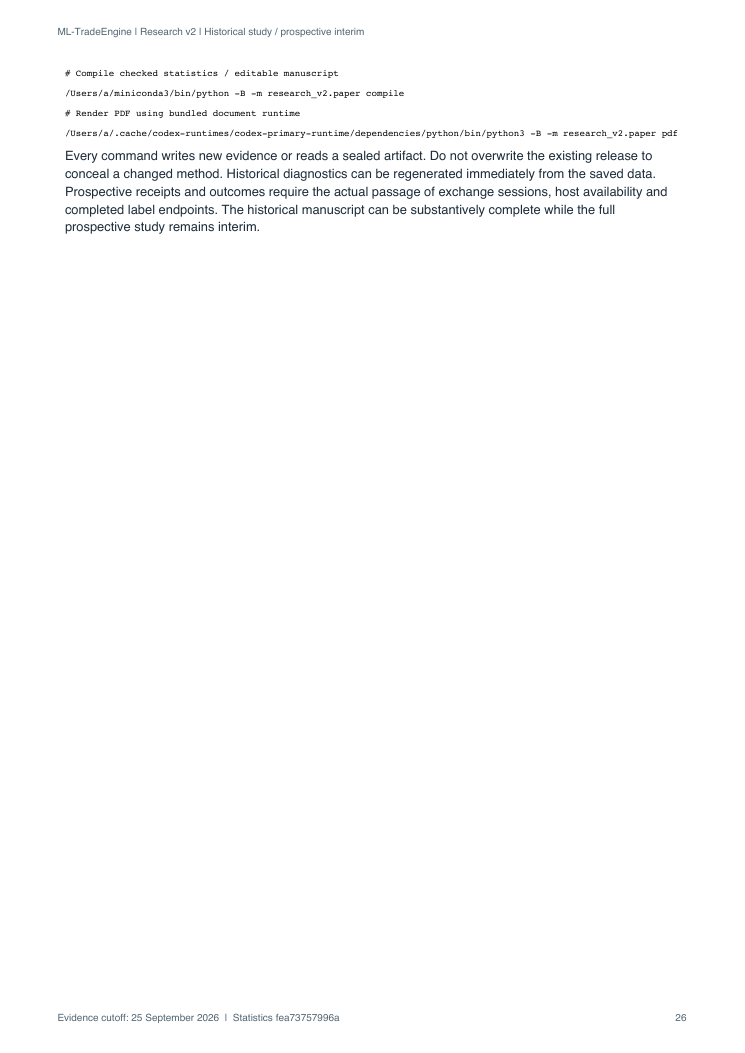 ML-TradeEngine | Research v2 | Historical study / prospective interim
# Compile checked statistics / editable manuscript
/Users/a/miniconda3/bin/python -B -m research_v2.paper compile
# Render PDF using bundled document runtime
/Users/a/.cache/codex-runtimes/codex-primary-runtime/dependencies/python/bin/python3 -B -m research_v2.paper pdf
Every command writes new evidence or reads a sealed artifact. Do not overwrite the existing release to
conceal a changed method. Historical diagnostics can be regenerated immediately from the saved data.
Prospective receipts and outcomes require the actual passage of exchange sessions, host availability and
completed label endpoints. The historical manuscript can be substantively complete while the full
prospective study remains interim.
Evidence cutoff: 25 September 2026 | Statistics fea73757996a
26